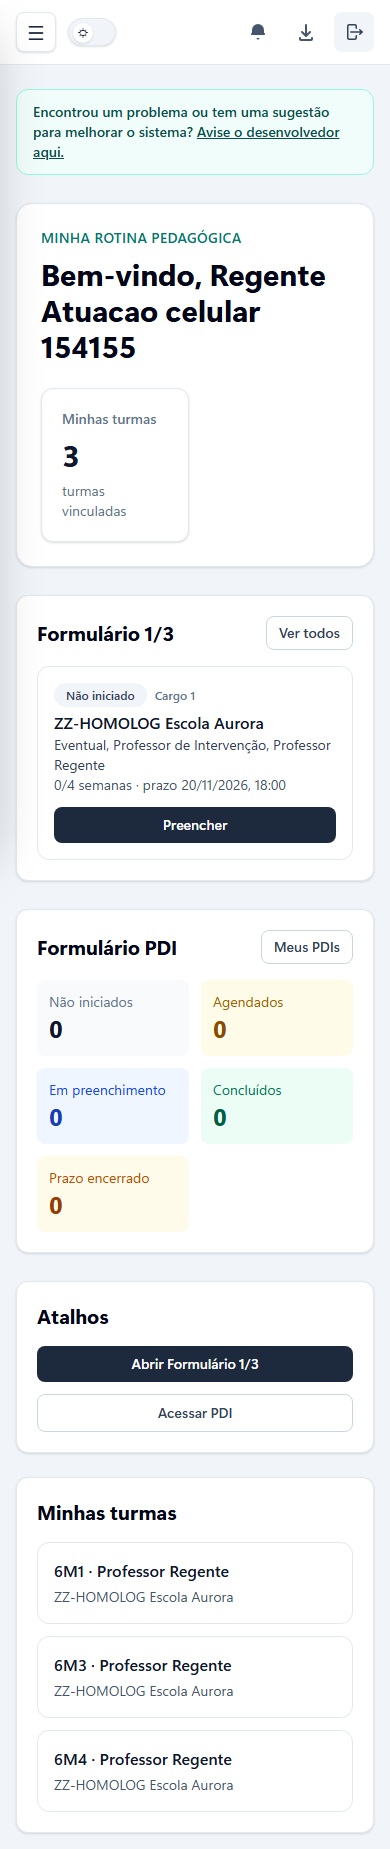 Encontrou um problema ou tem uma sugestão
para melhorar o sistema? Avise o desenvolvedor
aqui.
MINHA ROTINA PEDAGÓGICA
Bem-vindo, Regente
Atuacao celular
154155
Minhas turmas
3
turmas
vinculadas
Formulário 1/3
Ver todos
Não iniciado
Cargo 1
ZZ-HOMOLOG Escola Aurora
Eventual, Professor de Intervenção, Professor
Regente
0/4 semanas · prazo 20/11/2026, 18:00
Preencher
Formulário PDI
Meus PDIs
Não iniciados
0
Agendados
0
Em preenchimento
0
Concluídos
0
Prazo encerrado
0
Atalhos
Abrir Formulário 1/3
Acessar PDI
Minhas turmas
6M1 · Professor Regente
ZZ-HOMOLOG Escola Aurora
6M3 · Professor Regente
ZZ-HOMOLOG Escola Aurora
6M4 · Professor Regente
ZZ-HOMOLOG Escola Aurora